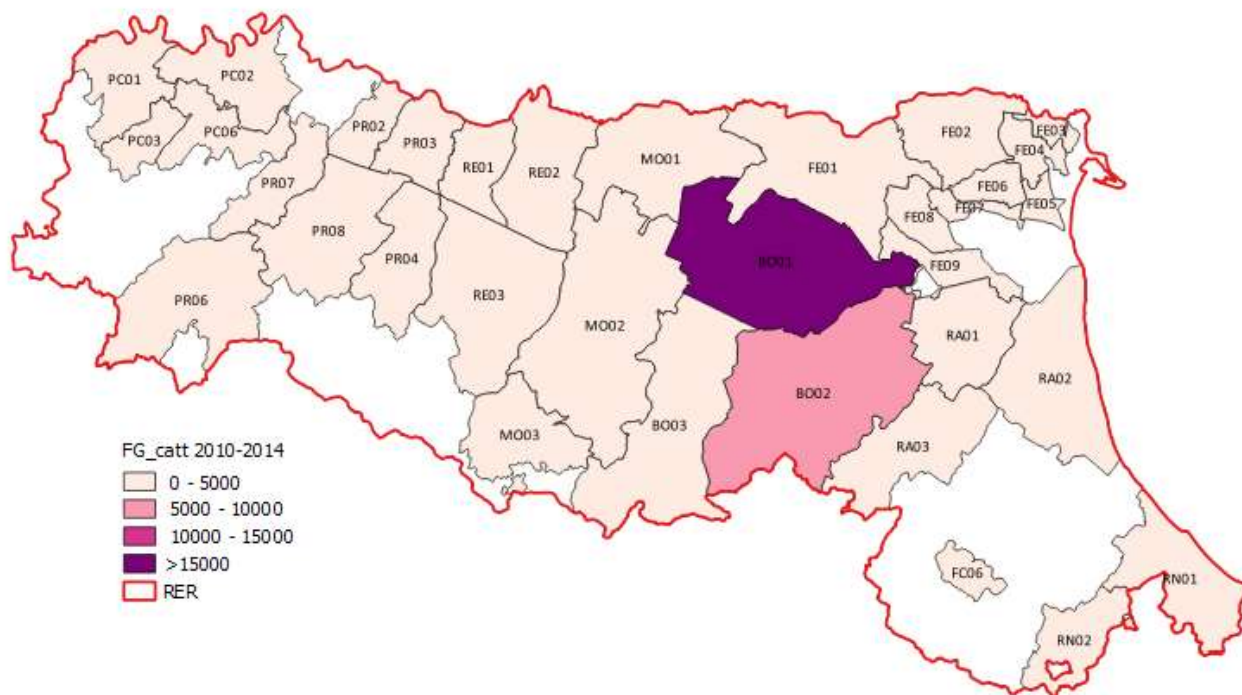 PC01
PC02
PC03
PC06
PR02
PR03
PR07
PR08
PR04
PR06
RE01
RE02
RE03
MO01
MO02
MO03
BO01
BO02
BO03
FE01
FE02
FE03
FE04
FE06
FE05
FE07
FE08
FE09
RA01
RA02
RA03
FC06
RN01
RN02
FG_catt 2010-2014
0 - 5000
5000 - 10000
10000 - 15000
>15000
RER